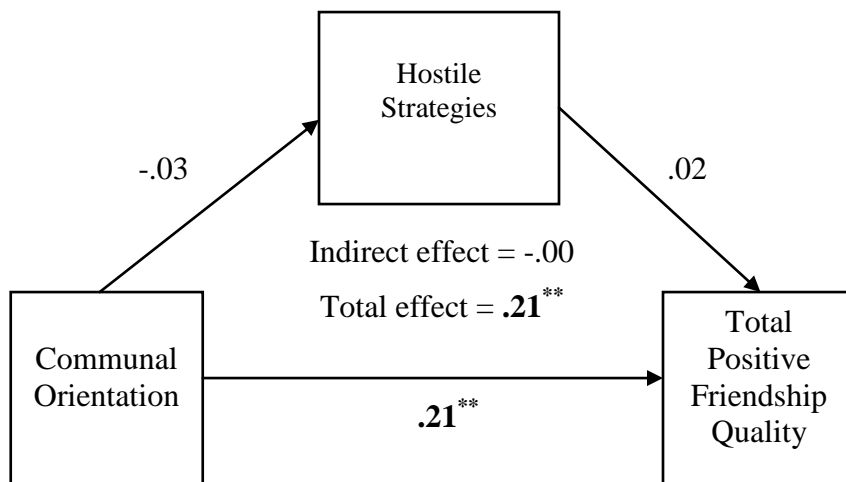 Hostile
Strategies
-.03
.02
Indirect effect = -.00
Total effect = .21**
Communal
Orientation
Total
Positive
Friendship
Quality
.21**